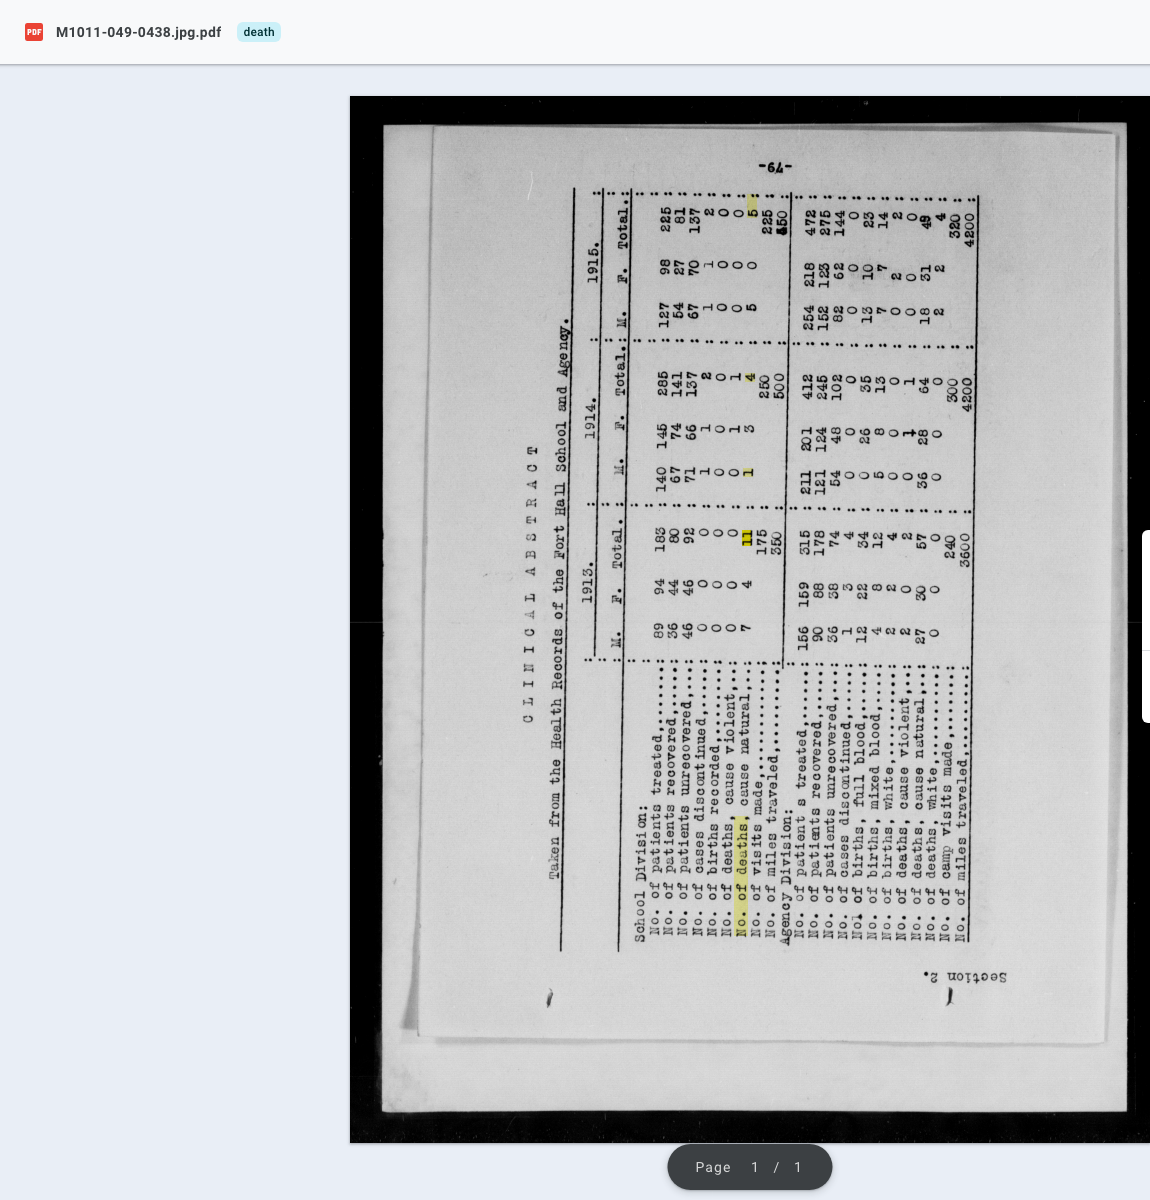 M1011-049-0438.jpg.pdf death
-64-
C L I N I C A L A B S T R A C T
Taken from the Health Records of the Fort Hall School and Agency.
: 1913. : 1914. : 1915. :
: M. F. Total.: M. F. Total.: M. F. Total.:
School Division:
No. of patients treated,.......: 89 94 183 : 140 145 285 : 127 98 225 :
No. of patients recovered,.....: 36 44 80 : 67 74 141 : 54 27 81 :
No. of patients unrecovered,...: 46 46 92 : 71 66 137 : 67 70 137 :
No. of cases discontinued,.....: 0 0 0 : 1 1 2 : 1 1 2 :
No. of births recorded,........: 0 0 0 : 0 0 0 : 0 0 0 :
No. of deaths, cause violent,..: 0 0 0 : 0 1 1 : 0 0 0 :
No. of deaths, cause natural,..: 7 4 11 : 1 3 4 : 5 0 5 :
No. of visits made,............: 175 : 250 : 225 :
No. of miles traveled,.........: 350 : 500 : 450 :
Agency Division:
No. of patient s treated,......: 156 159 315 : 211 201 412 : 254 218 472 :
No. of patients recovered,.....: 90 88 178 : 121 124 245 : 152 123 275 :
No. of patients unrecovered,...: 36 38 74 : 54 48 102 : 82 62 144 :
No. of cases discontinued,.....: 1 3 4 : 0 0 0 : 0 0 0 :
No. of births, full blood,.....: 12 22 34 : 0 26 35 : 13 10 23 :
No. of births, mixed blood,....: 4 8 12 : 5 8 13 : 7 7 14 :
No. of births, white,..........: 2 2 4 : 0 0 0 : 0 2 2 :
No. of deaths, cause violent,..: 2 0 2 : 0 1 1 : 0 0 0 :
No. of deaths, cause natural,..: 27 30 57 : 36 28 64 : 18 31 49 :
No. of deaths, white,..........: 0 0 0 : 0 0 0 : 2 2 4 :
No. of camp visits made,.......: 240 : 300 : 320 :
No. of miles traveled,.........: 3600 : 4200 : 4200 :
Section 2.
Page 1 / 1